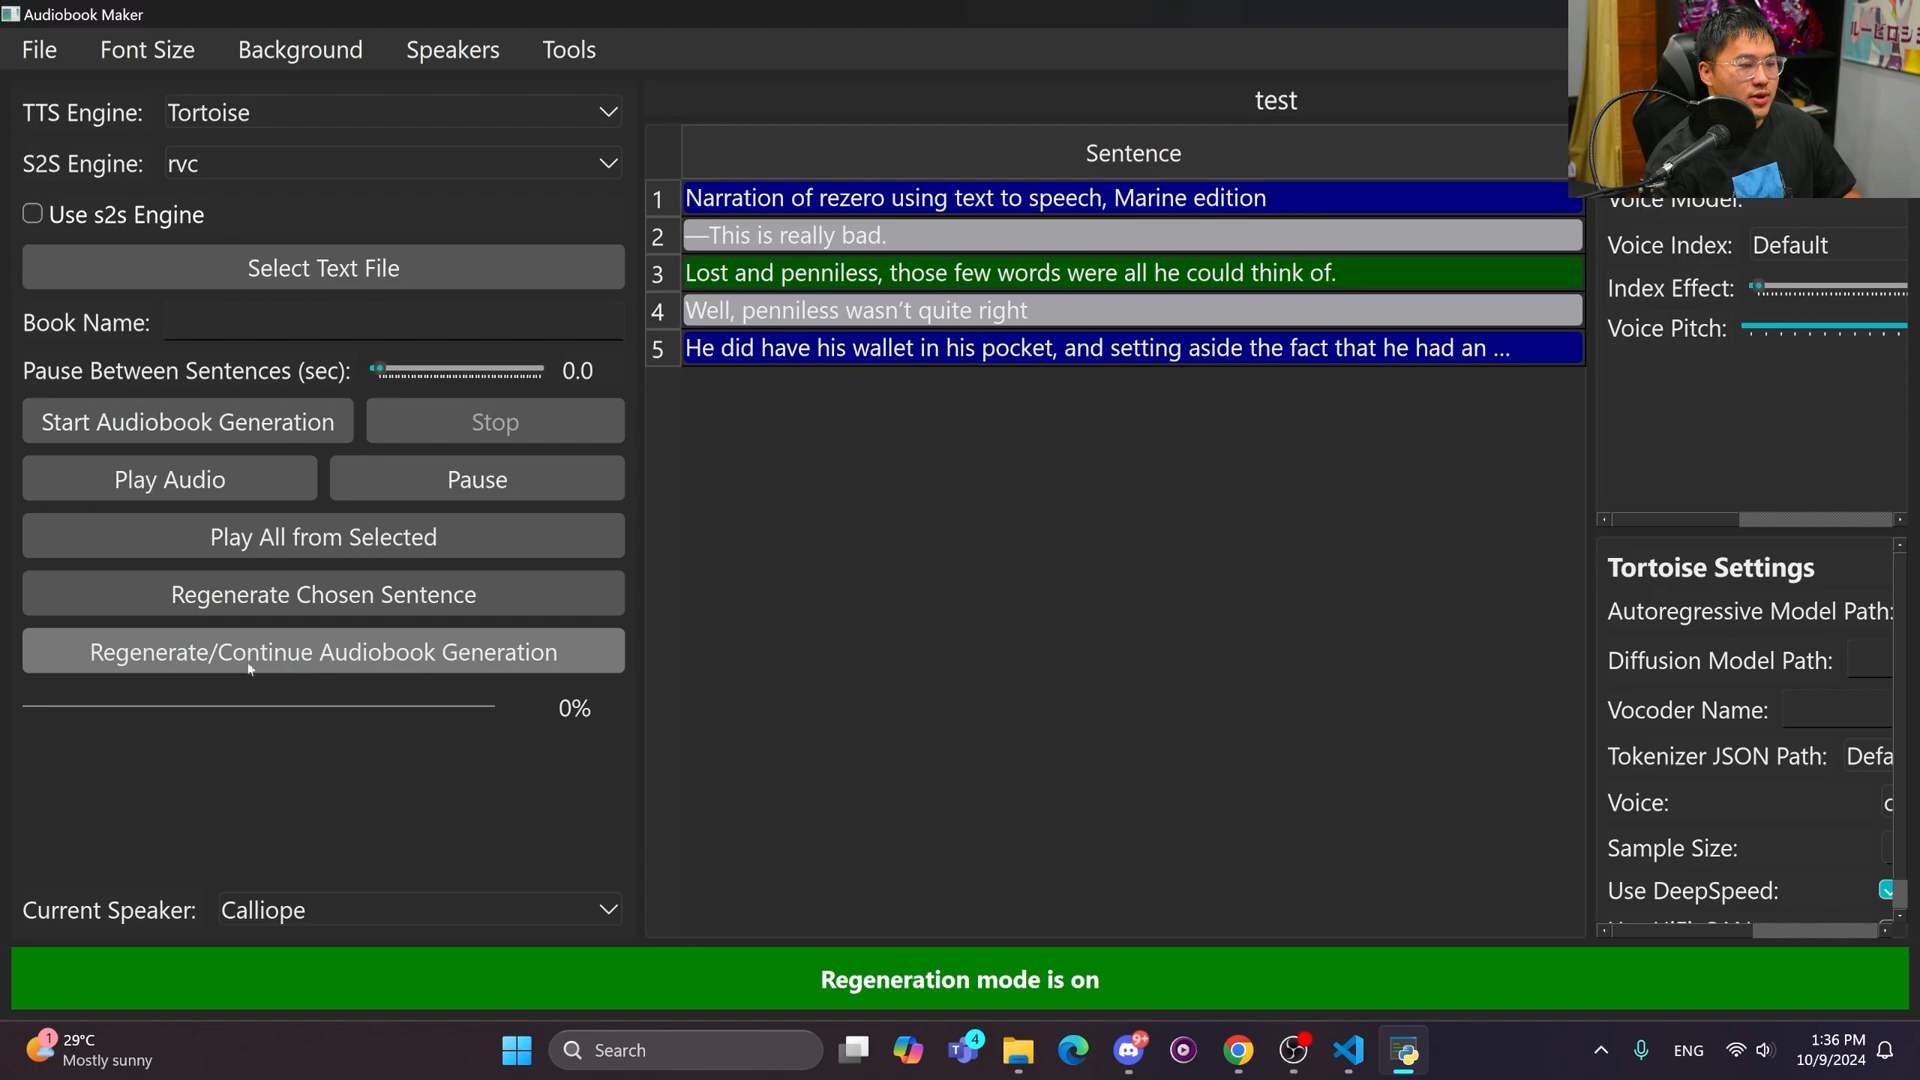 Audiobook Maker
File Font Size Background Speakers Tools
TTS Engine: Tortoise
S2S Engine: rvc
Use s2s Engine
Select Text File
Book Name:
Pause Between Sentences (sec): 0.0
Start Audiobook Generation Stop
Play Audio Pause
Play All from Selected
Regenerate Chosen Sentence
Regenerate/Continue Audiobook Generation
0%
Current Speaker: Calliope
test
Sentence
1 Narration of rezero using text to speech, Marine edition
2 —This is really bad.
3 Lost and penniless, those few words were all he could think of.
4 Well, penniless wasn’t quite right
5 He did have his wallet in his pocket, and setting aside the fact that he had an ...
Voice Model:
Voice Index: Default
Index Effect:
Voice Pitch:
Tortoise Settings
Autoregressive Model Path:
Diffusion Model Path:
Vocoder Name:
Tokenizer JSON Path: Defa
Voice:
Sample Size:
Use DeepSpeed:
Regeneration mode is on
1
29°C
Mostly sunny
Search
4
9+
ENG
1:36 PM
10/9/2024